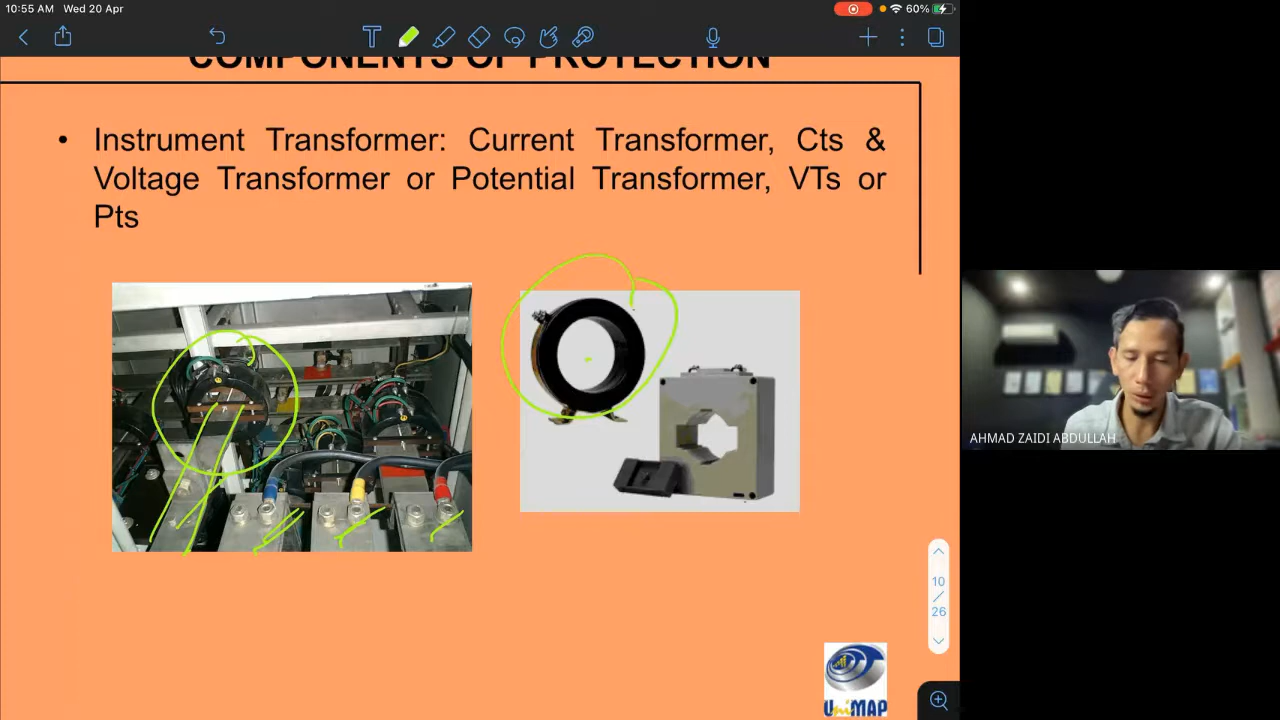 10:55 AM Wed 20 Apr
60%
COMPONENTS OF PROTECTION
• Instrument Transformer: Current Transformer, Cts &
Voltage Transformer or Potential Transformer, VTs or
Pts
AHMAD ZAIDI ABDULLAH
10
/
26
UniMAP